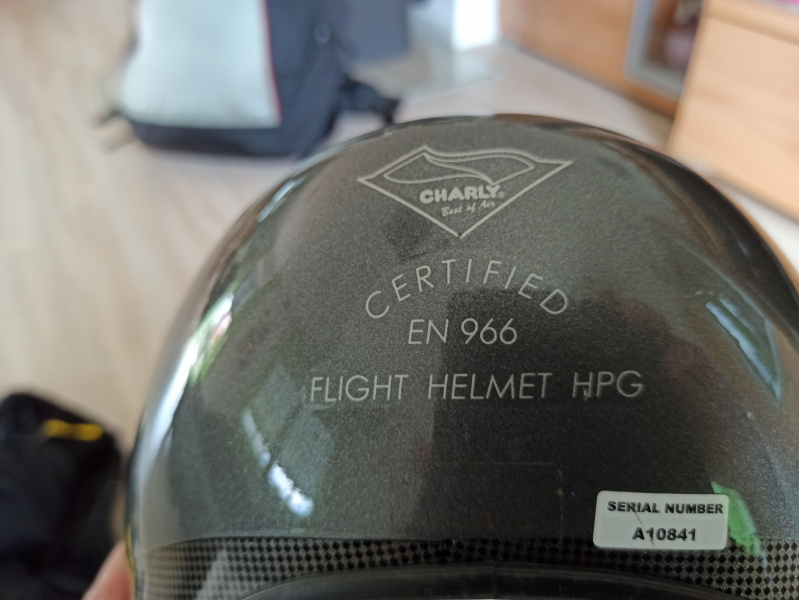 CHARLY®
Best of Air
CERTIFIED
EN 966
FLIGHT HELMET HPG
SERIAL NUMBER
A10841